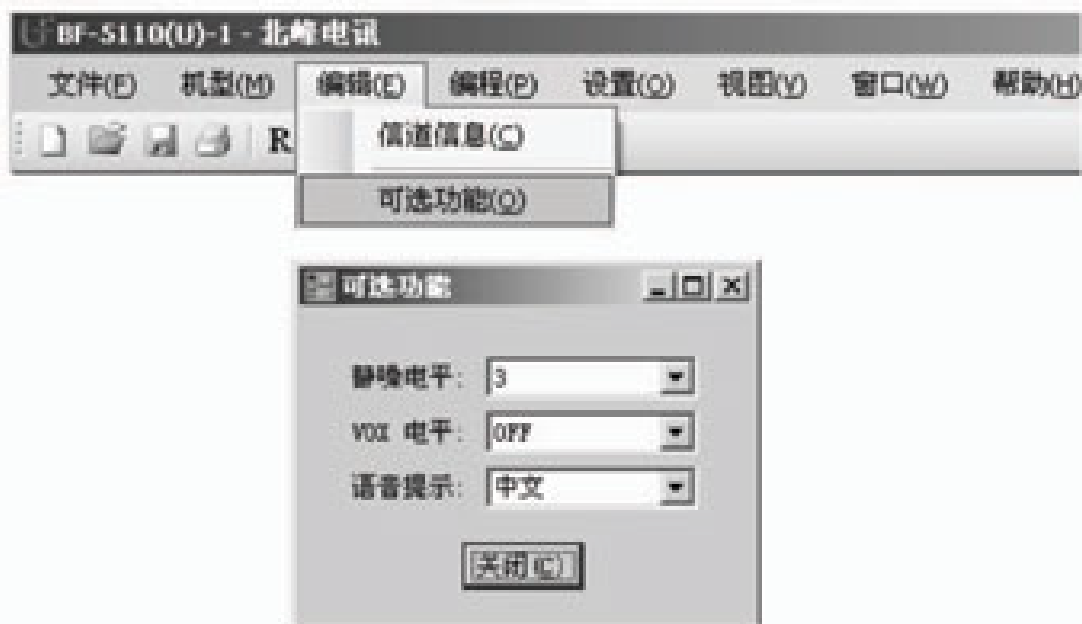 BF-5110(U)-1 - 北峰电讯
文件(F) 机型(M) 编辑(E) 编程(P) 设置(O) 视图(V) 窗口(W) 帮助(H)
R
信道信息(C)
可选功能(O)
可选功能
静噪电平: 3
VOX 电平: OFF
语音提示: 中文
关闭(C)